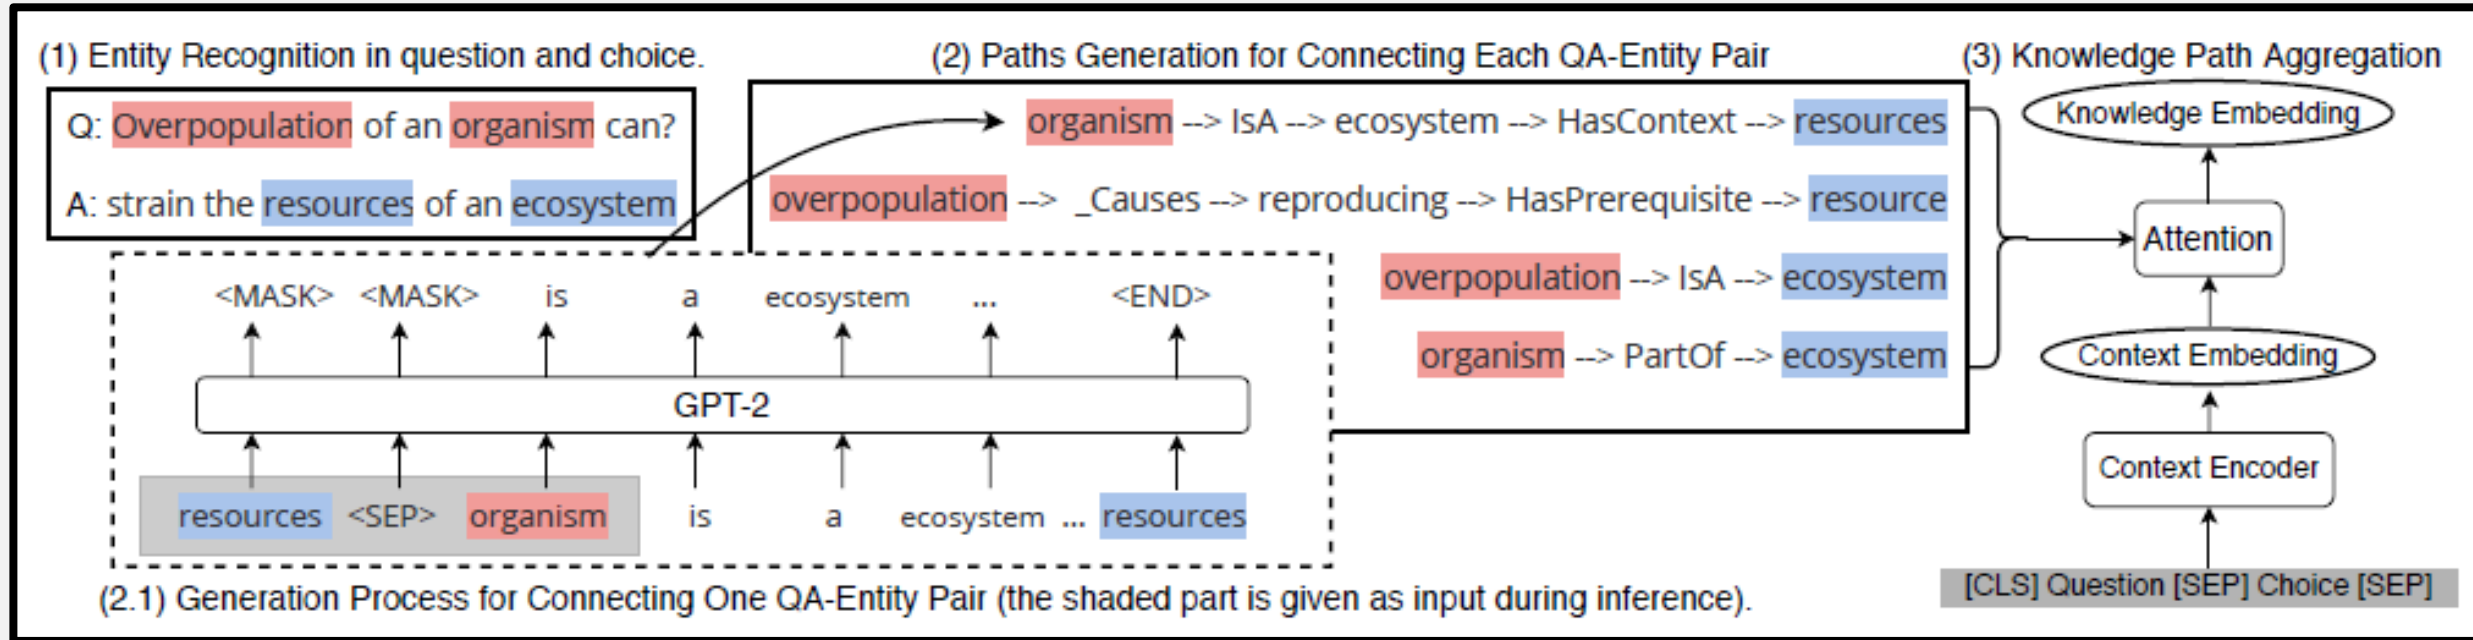 (1) Entity Recognition in question and choice.
Q: Overpopulation of an organism can?
A: strain the resources of an ecosystem
(2) Paths Generation for Connecting Each QA-Entity Pair
organism --> IsA --> ecosystem --> HasContext --> resources
overpopulation --> _Causes --> reproducing --> HasPrerequisite --> resource
overpopulation --> IsA --> ecosystem
organism --> PartOf --> ecosystem
<MASK> <MASK> is a ecosystem ... <END>
GPT-2
resources <SEP> organism is a ecosystem ... resources
(2.1) Generation Process for Connecting One QA-Entity Pair (the shaded part is given as input during inference).
(3) Knowledge Path Aggregation
Knowledge Embedding
Attention
Context Embedding
Context Encoder
[CLS] Question [SEP] Choice [SEP]